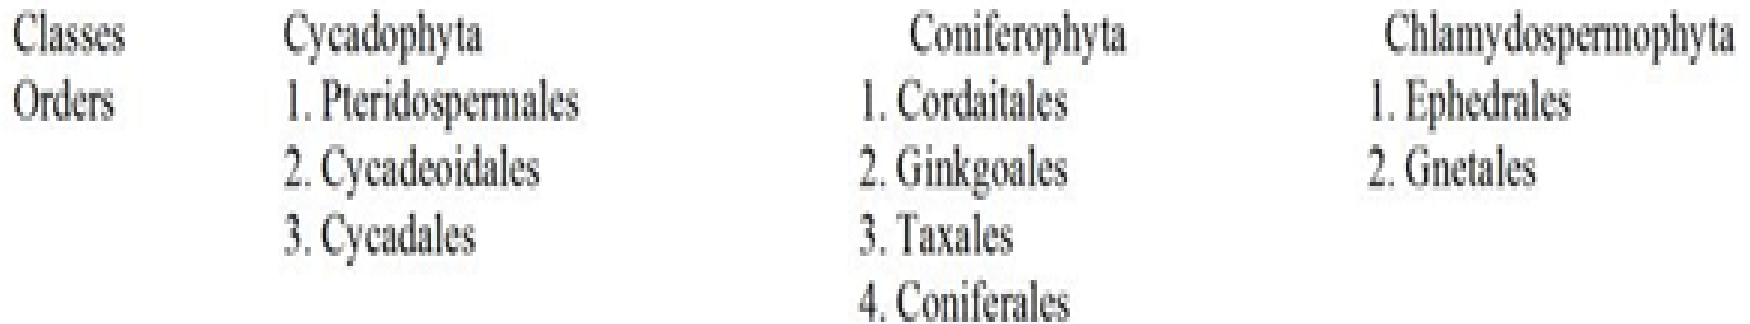 Classes Cycadophyta Coniferophyta Chlamydospermophyta
Orders 1. Pteridospermales 1. Cordaitales 1. Ephedrales
2. Cycadeoidales 2. Ginkgoales 2. Gnetales
3. Cycadales 3. Taxales
4. Coniferales